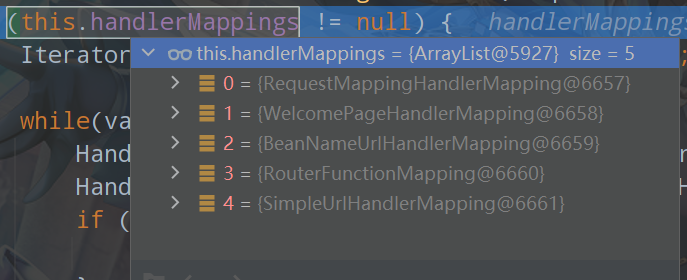 (this.handlerMappings != null) { handlerMappings
Iterator
this.handlerMappings = {ArrayList@5927} size = 5
;
0 = {RequestMappingHandlerMapping@6657}
while(va
1 = {WelcomePageHandlerMapping@6658}
Hand
2 = {BeanNameUrlHandlerMapping@6659}
Hand
3 = {RouterFunctionMapping@6660}
if (
4 = {SimpleUrlHandlerMapping@6661}
}